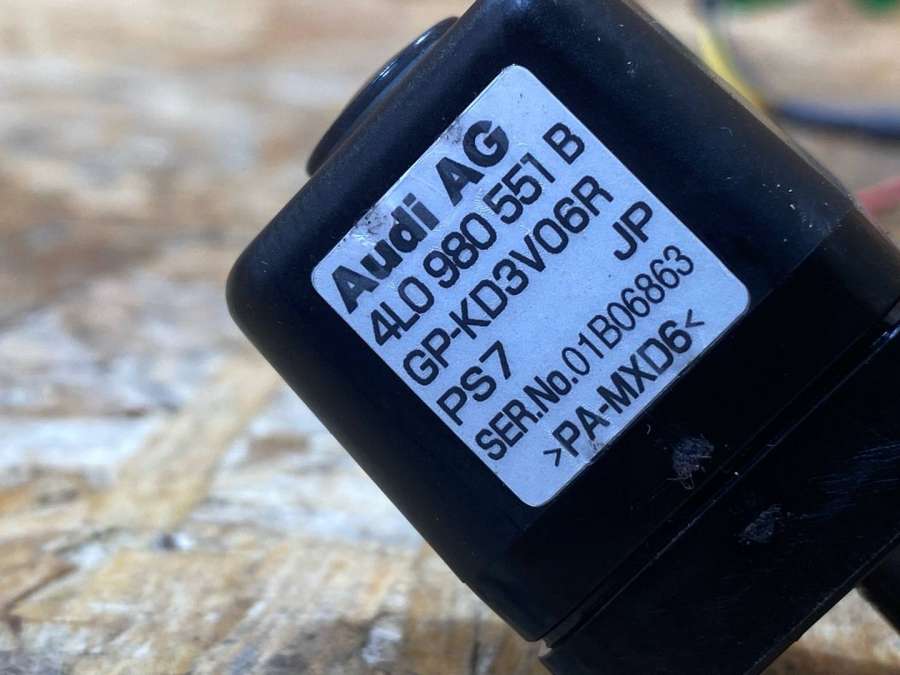 Audi AG
4L0 980 551 B
GP-KD3V06R
PS7 JP
SER.No.01B06863
>PA-MXD6<